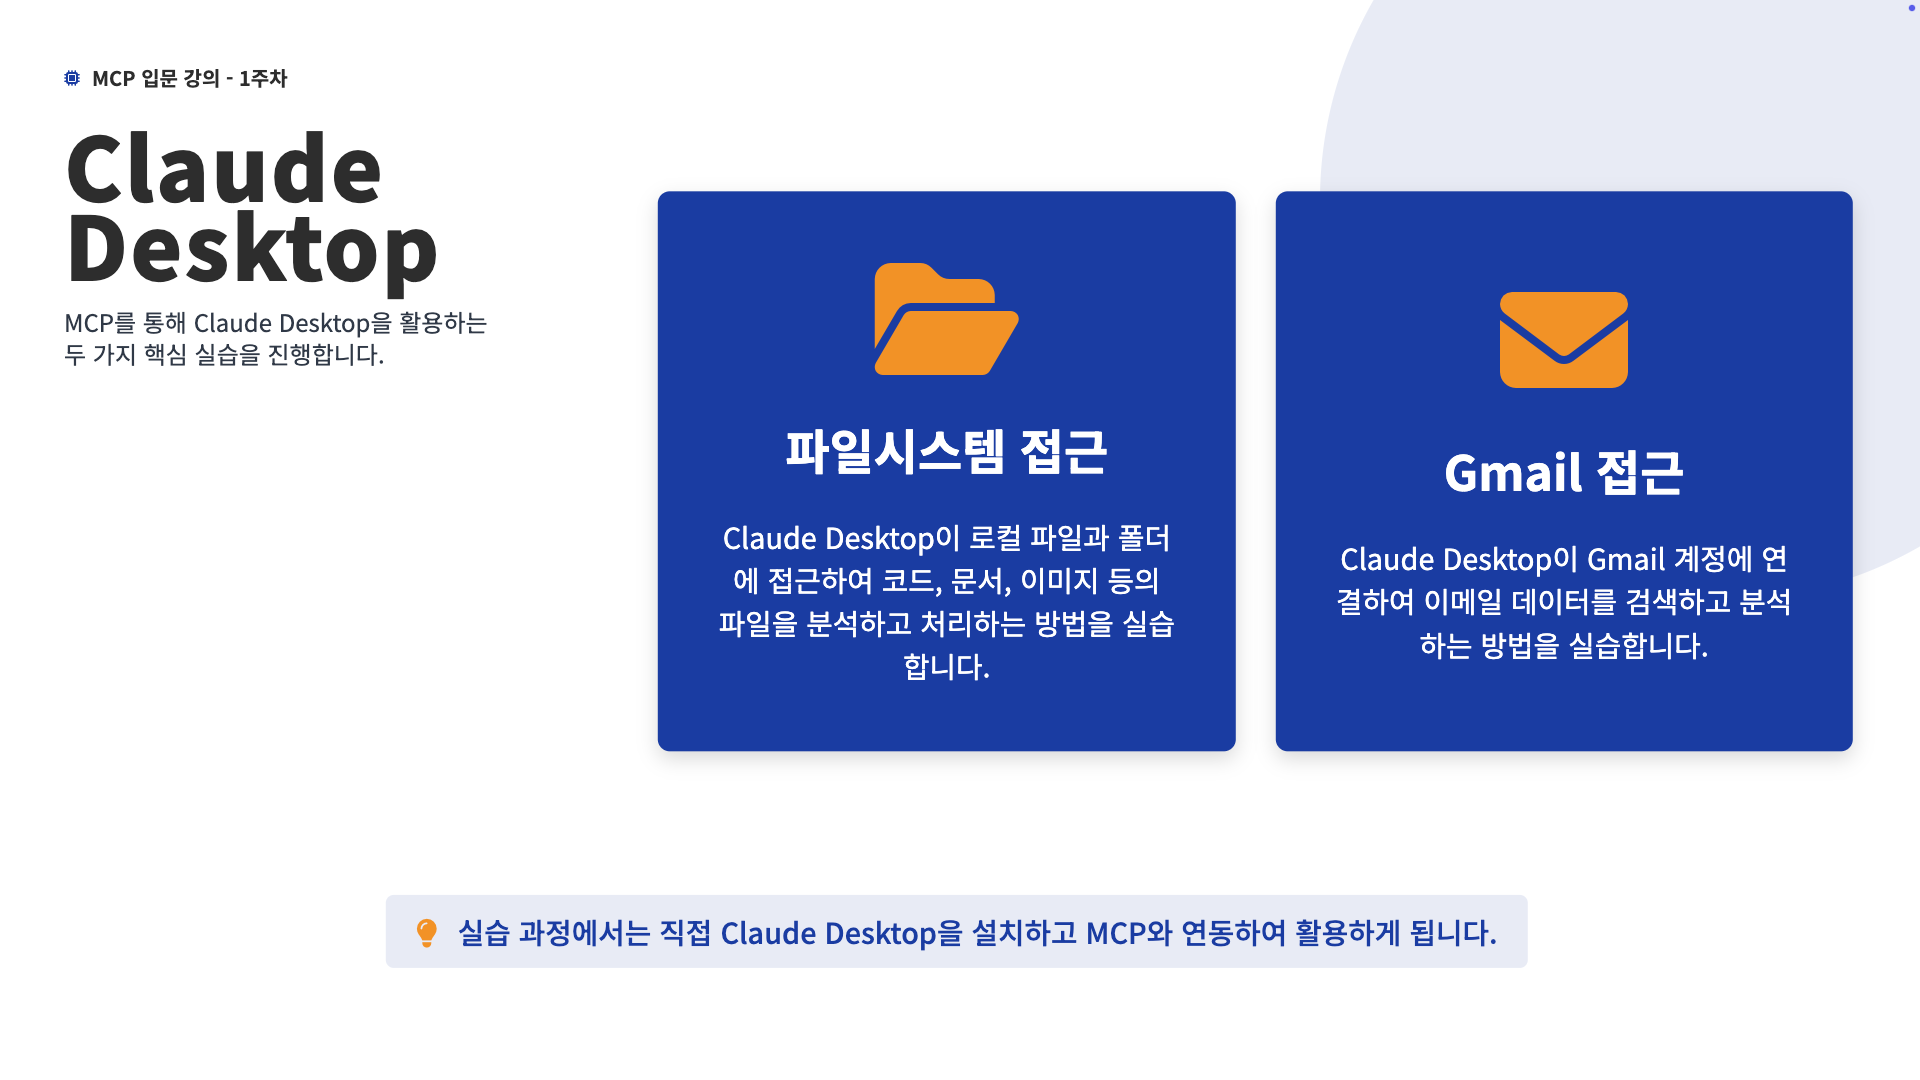 MCP 입문 강의 - 1주차
Claude
Desktop
MCP를 통해 Claude Desktop을 활용하는
두 가지 핵심 실습을 진행합니다.
파일시스템 접근
Claude Desktop이 로컬 파일과 폴더
에 접근하여 코드, 문서, 이미지 등의
파일을 분석하고 처리하는 방법을 실습
합니다.
Gmail 접근
Claude Desktop이 Gmail 계정에 연
결하여 이메일 데이터를 검색하고 분석
하는 방법을 실습합니다.
실습 과정에서는 직접 Claude Desktop을 설치하고 MCP와 연동하여 활용하게 됩니다.